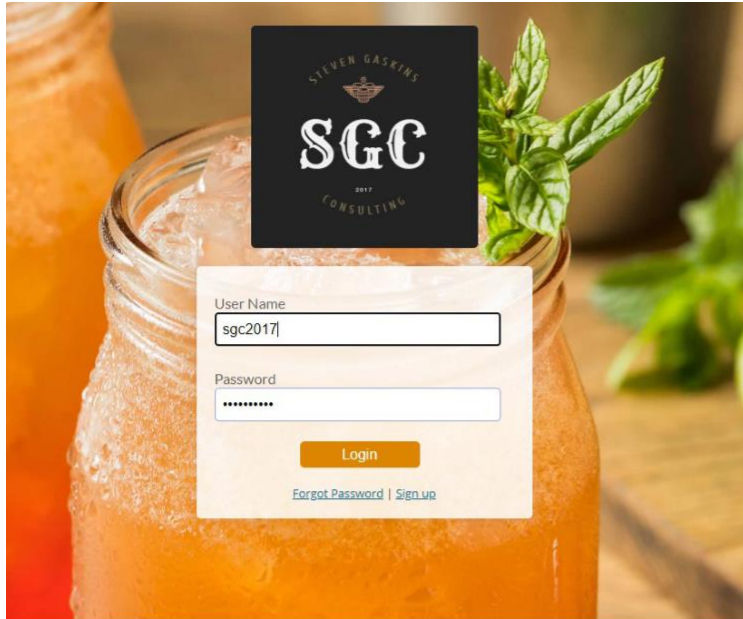 STEVEN GASKINS
SGC
2017
CONSULTING
User Name
sgc2017
Password
••••••••••
Login
Forgot Password | Sign up